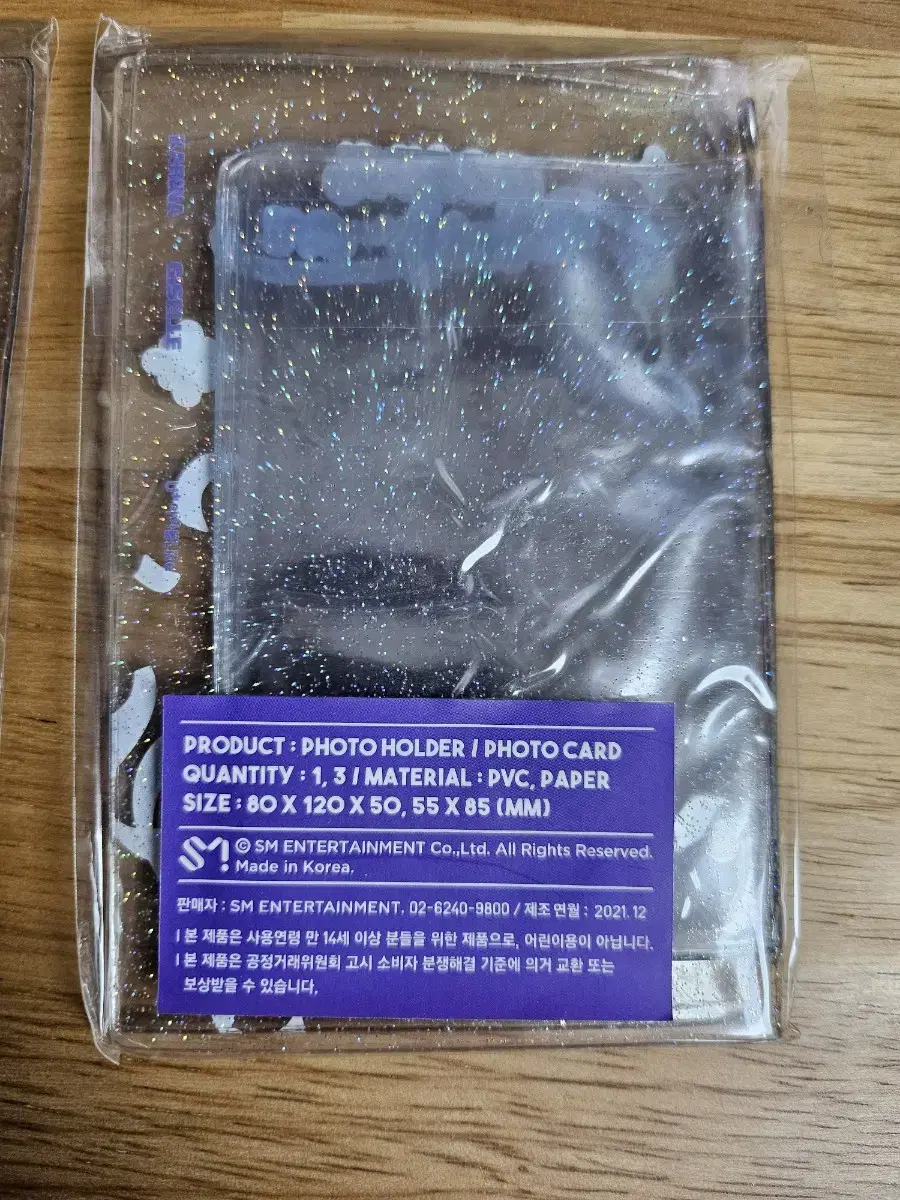 PRODUCT : PHOTO HOLDER / PHOTO CARD
QUANTITY : 1, 3 / MATERIAL : PVC, PAPER
SIZE : 80 X 120 X 50, 55 X 85 (MM)
SM!
© SM ENTERTAINMENT Co.,Ltd. All Rights Reserved.
Made in Korea.
판매자 : SM ENTERTAINMENT. 02-6240-9800 / 제조 연월 : 2021. 12
| 본 제품은 사용연령 만 14세 이상 분들을 위한 제품으로, 어린이용이 아닙니다.
| 본 제품은 공정거래위원회 고시 소비자 분쟁해결 기준에 의거 교환 또는
보상받을 수 있습니다.